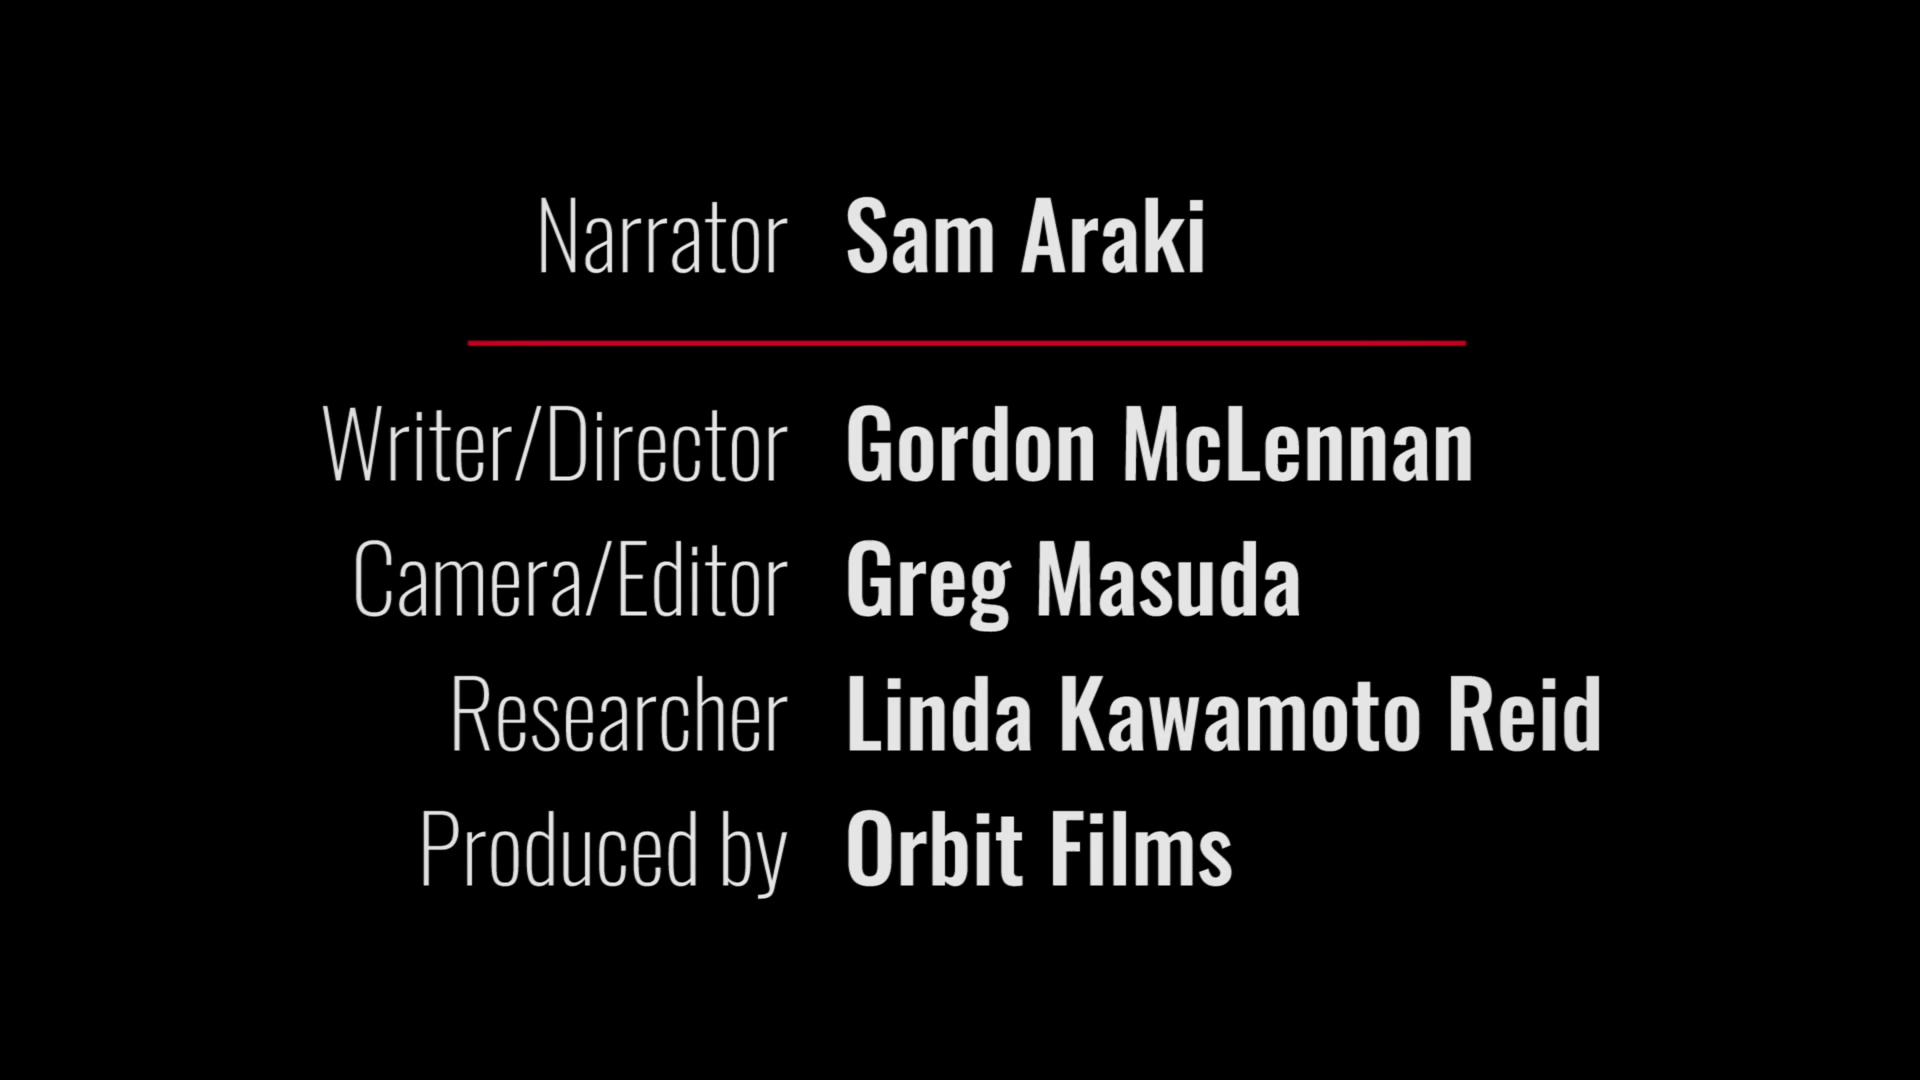 Narrator Sam Araki
Writer/Director Gordon McLennan
Camera/Editor Greg Masuda
Researcher Linda Kawamoto Reid
Produced by Orbit Films